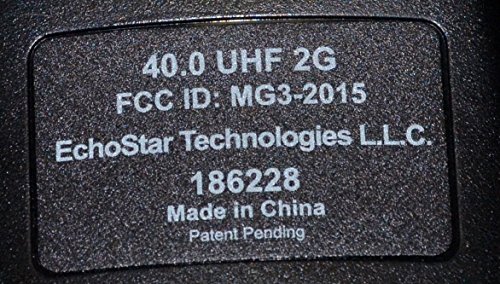 40.0 UHF 2G
FCC ID: MG3-2015
EchoStar Technologies L.L.C.
186228
Made in China
Patent Pending